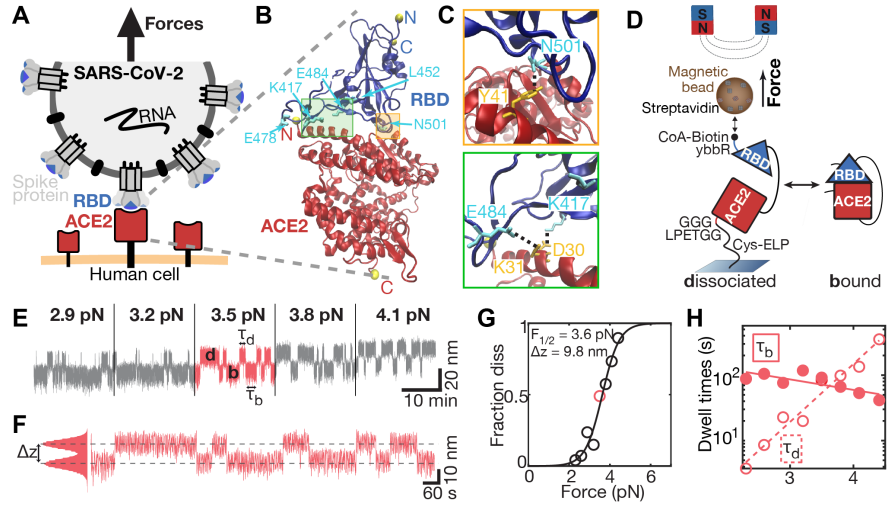 A
Forces
SARS-CoV-2
RNA
Spike
protein
RBD
ACE2
Human cell
B
N
C
E484
L452
K417
RBD
N501
E478
N
ACE2
C
C
N501
Y41
E484
K417
D30
K31
D
S
N
N
S
Magnetic
bead
Force
Streptavidin
CoA-Biotin
ybbR
RBD
ACE2
GGG
LPETGG
Cys-ELP
dissociated
RBD
ACE2
bound
E
2.9 pN
3.2 pN
3.5 pN
3.8 pN
4.1 pN
τd
d
b
τb
20 nm
10 min
F
Δz
10 nm
60 s
G
F1/2 = 3.6 pN
Δz = 9.8 nm
Fraction diss
1
0.5
0
0 2 4 6
Force (pN)
H
Dwell times (s)
10²
10¹
τb
τd
3 4